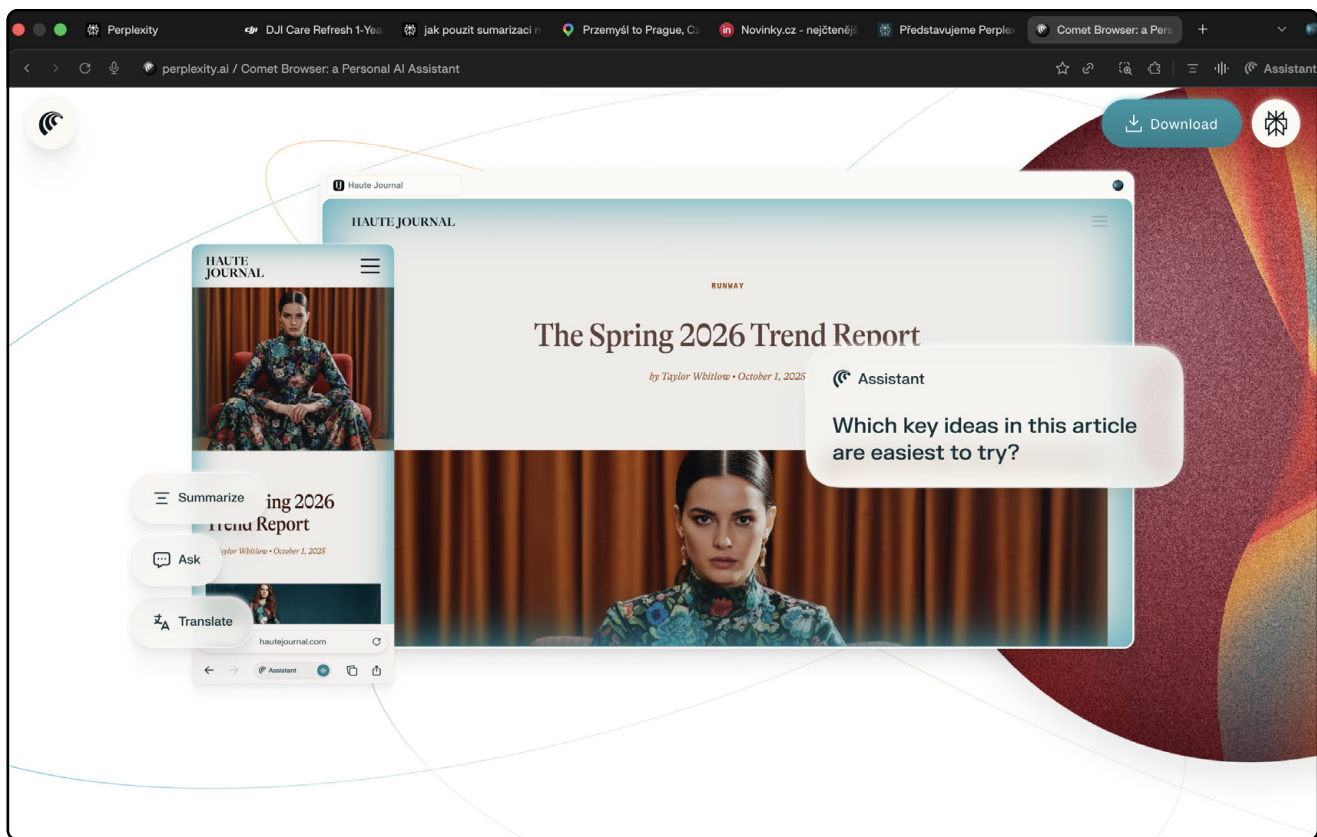 Perplexity
DJI Care Refresh 1-Yea
jak pouzit sumarizaci n
Przemyśl to Prague, Cz
Novinky.cz - nejčtenějš
Představujeme Perplex
Comet Browser: a Pers
perplexity.ai / Comet Browser: a Personal AI Assistant
Assistant
Download
Haute Journal
HAUTE JOURNAL
RUNWAY
The Spring 2026 Trend Report
by Taylor Whitlow • October 1, 2025
Assistant
Which key ideas in this article
are easiest to try?
HAUTE
JOURNAL
Summarize
ing 2026
Trend Report
Whitlow • October 1, 2025
Ask
Translate
hautejournal.com
Assistant